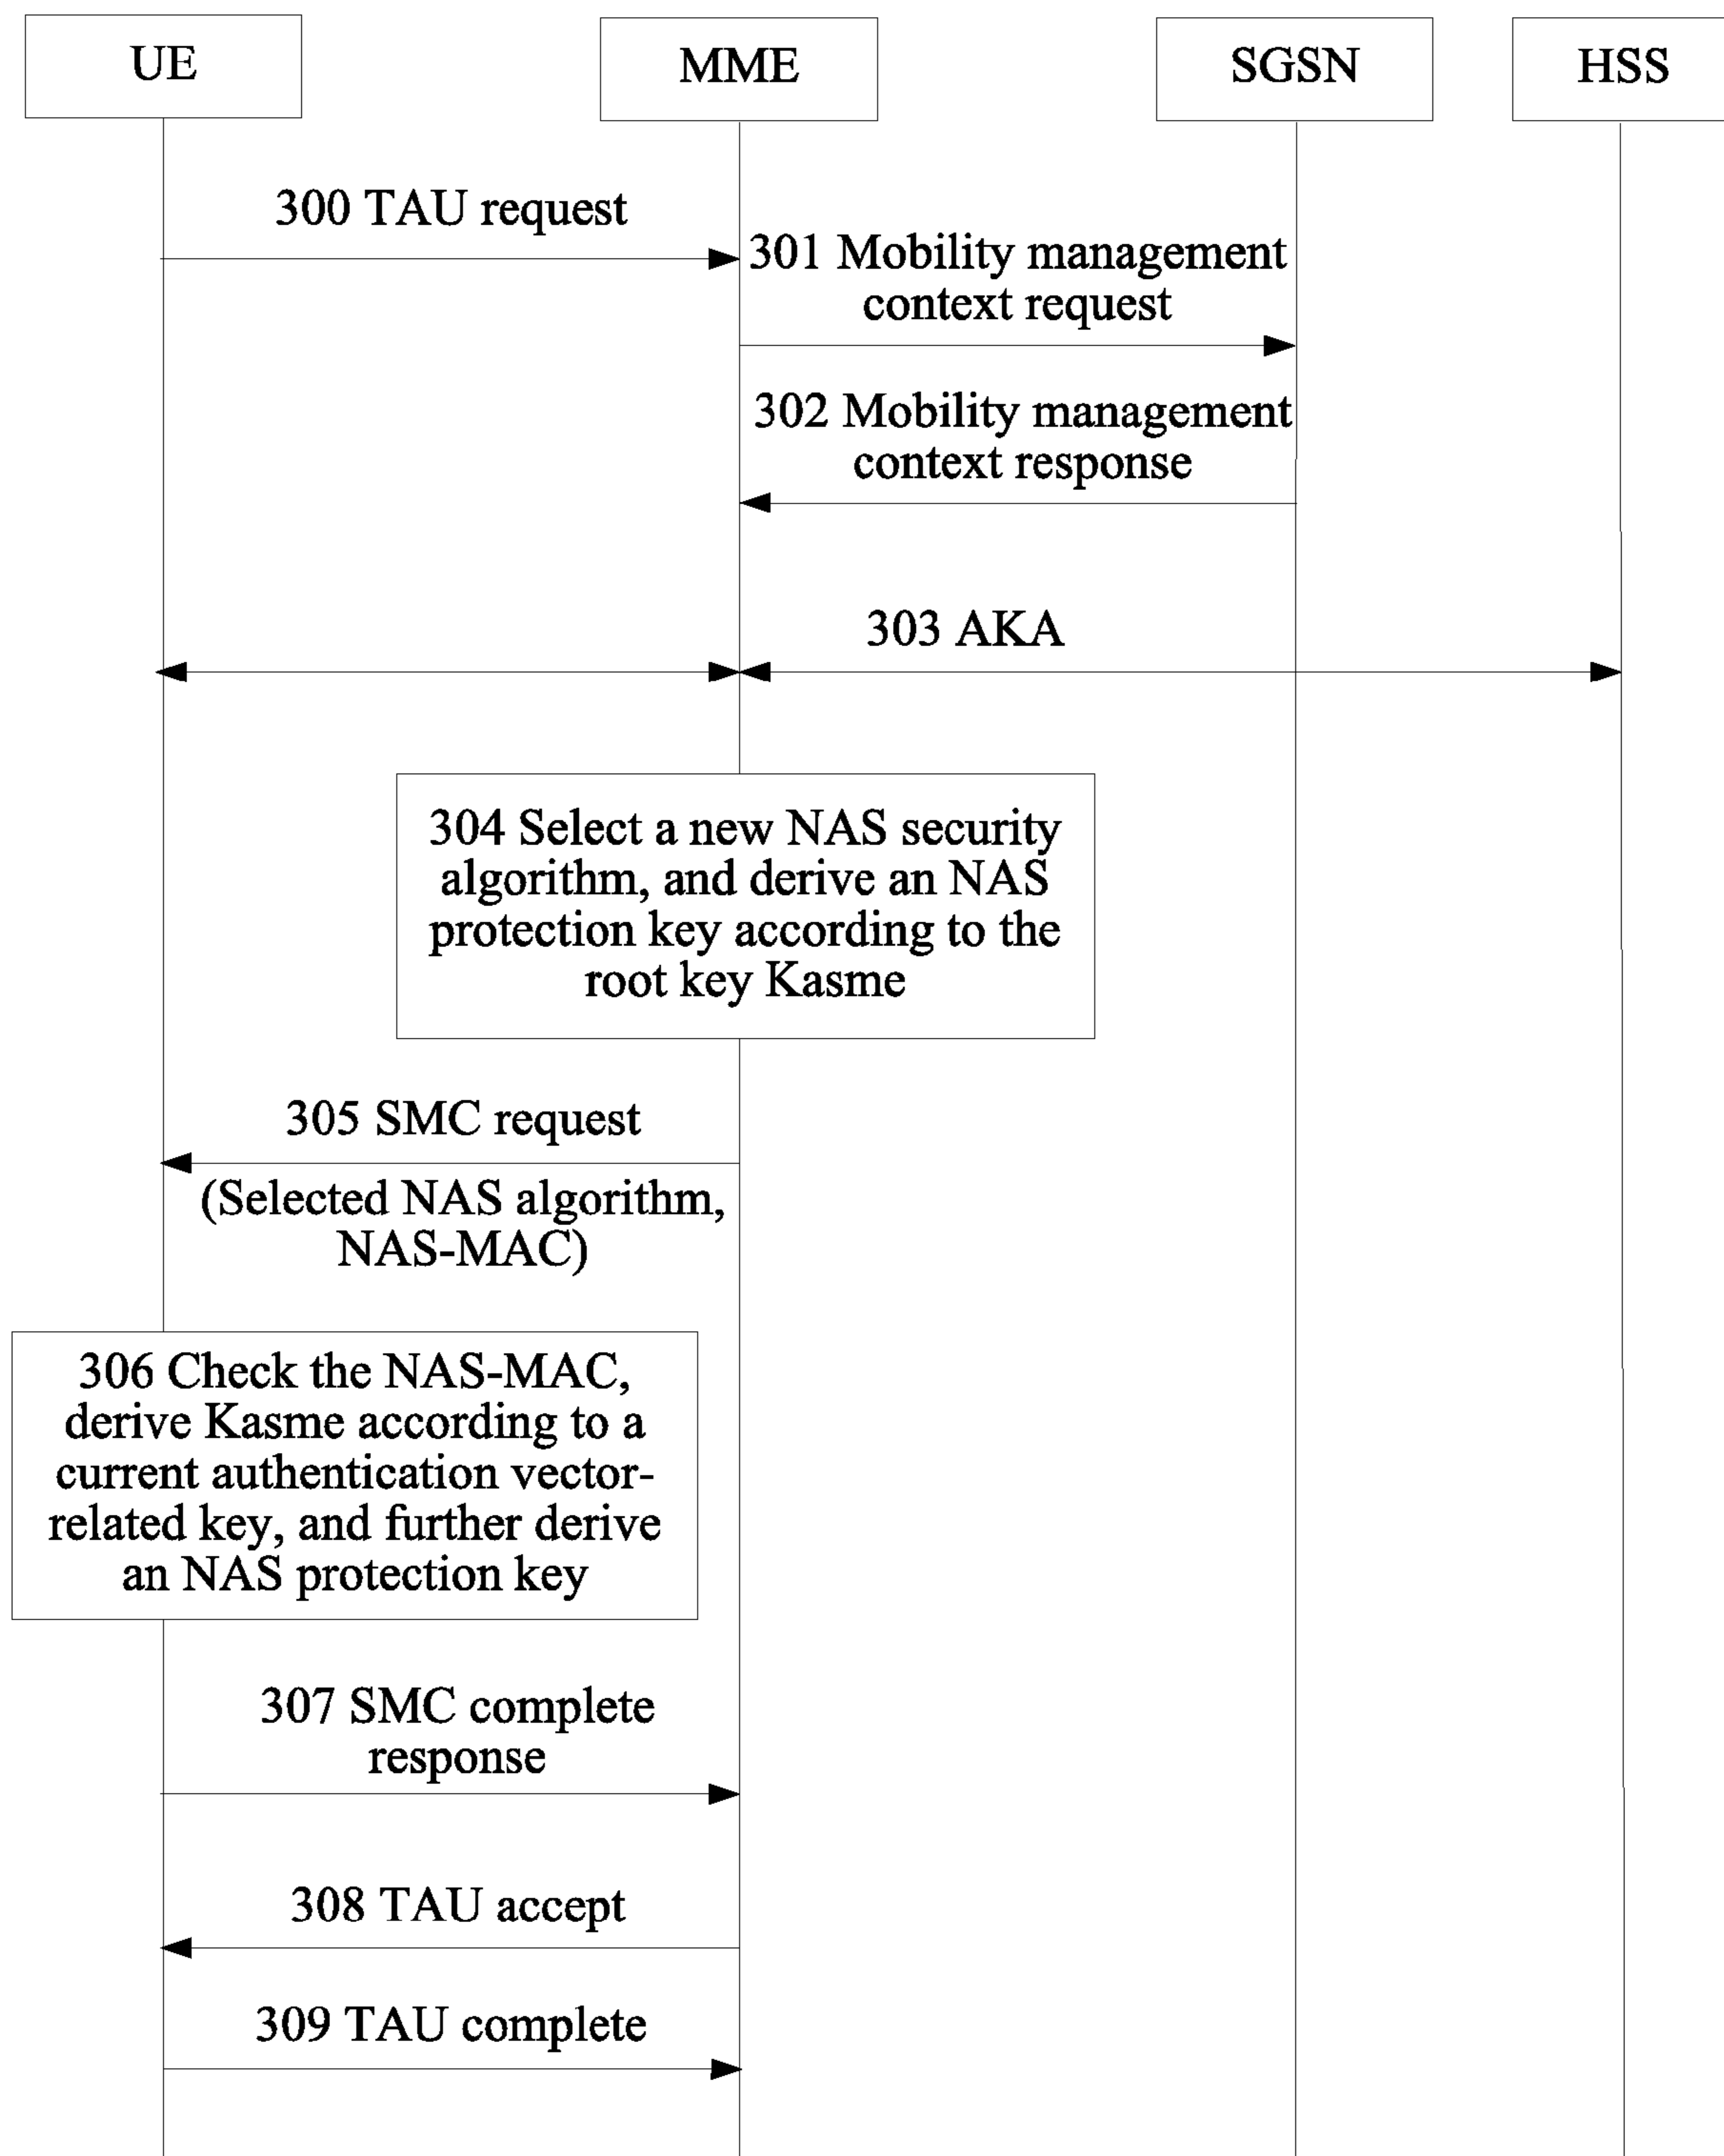 UE
MME
SGSN
HSS
300 TAU request
301 Mobility management
context request
302 Mobility management
context response
303 AKA
304 Select a new NAS security
algorithm, and derive an NAS
protection key according to the
root key Kasme
305 SMC request
(Selected NAS algorithm,
NAS-MAC)
306 Check the NAS-MAC,
derive Kasme according to a
current authentication vector-
related key, and further derive
an NAS protection key
307 SMC complete
response
308 TAU accept
309 TAU complete